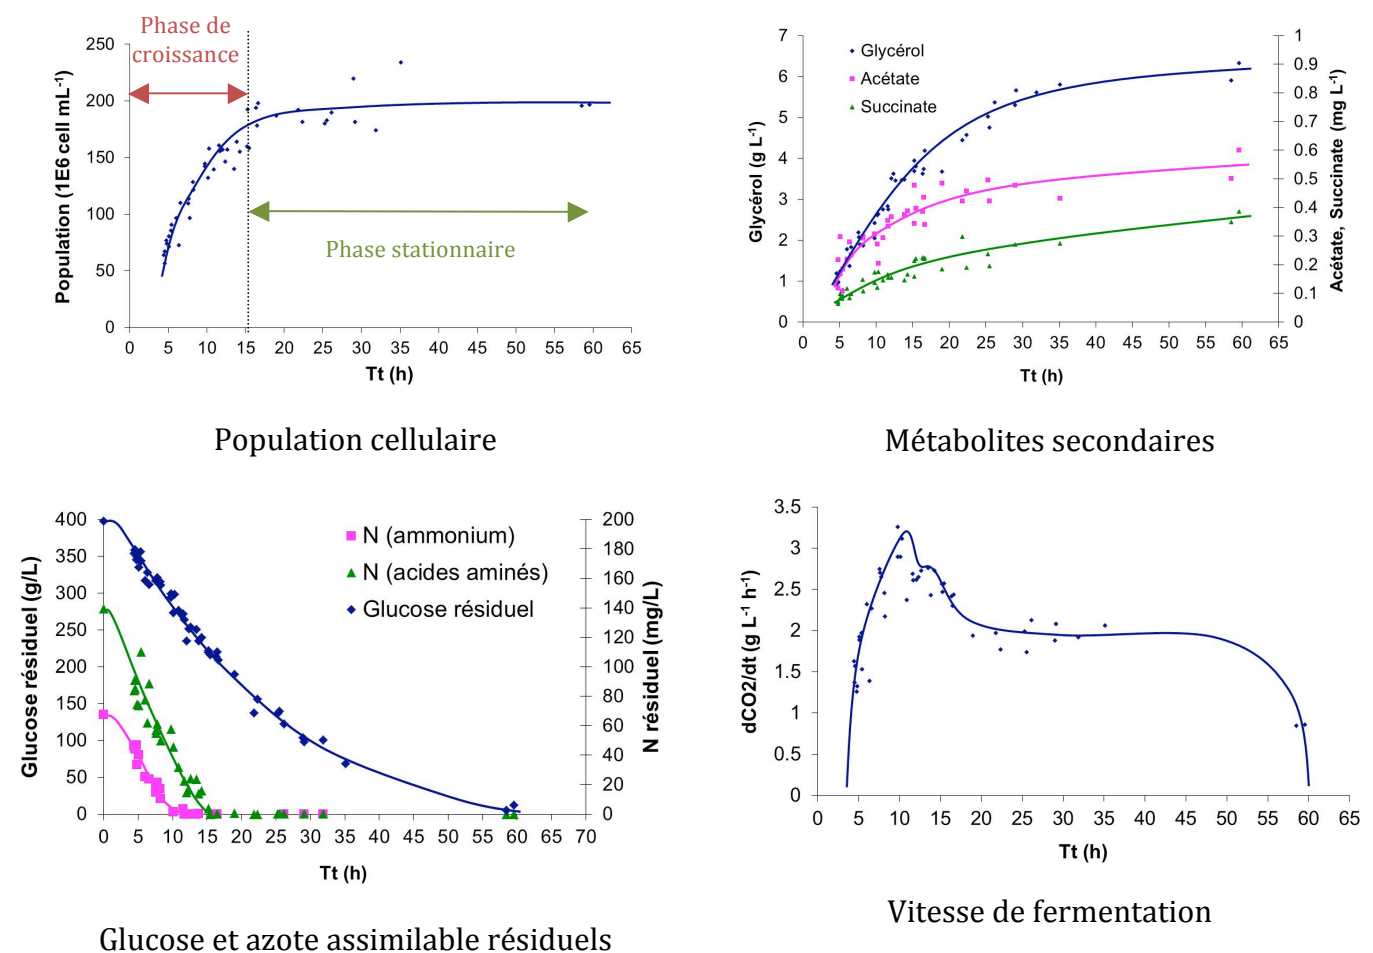 Phase de
croissance
Population (1E6 cell mL-1)
250
200
150
100
50
0
Phase stationnaire
0 5 10 15 20 25 30 35 40 45 50 55 60 65
Tt (h)
Population cellulaire
Glycérol (g L-1)
7
6
5
4
3
2
1
0
Glycérol
Acétate
Succinate
1
0.9
0.8
0.7
0.6
0.5
0.4
0.3
0.2
0.1
0
Acétate, Succinate (mg L-1)
0 5 10 15 20 25 30 35 40 45 50 55 60 65
Tt (h)
Métabolites secondaires
Glucose résiduel (g/L)
400
350
300
250
200
150
100
50
0
N (ammonium)
N (acides aminés)
Glucose résiduel
200
180
160
140
120
100
80
60
40
20
0
N résiduel (mg/L)
0 5 10 15 20 25 30 35 40 45 50 55 60 65 70
Tt (h)
Glucose et azote assimilable résiduels
dCO2/dt (g L-1 h-1)
3.5
3
2.5
2
1.5
1
0.5
0
0 5 10 15 20 25 30 35 40 45 50 55 60 65
Tt (h)
Vitesse de fermentation